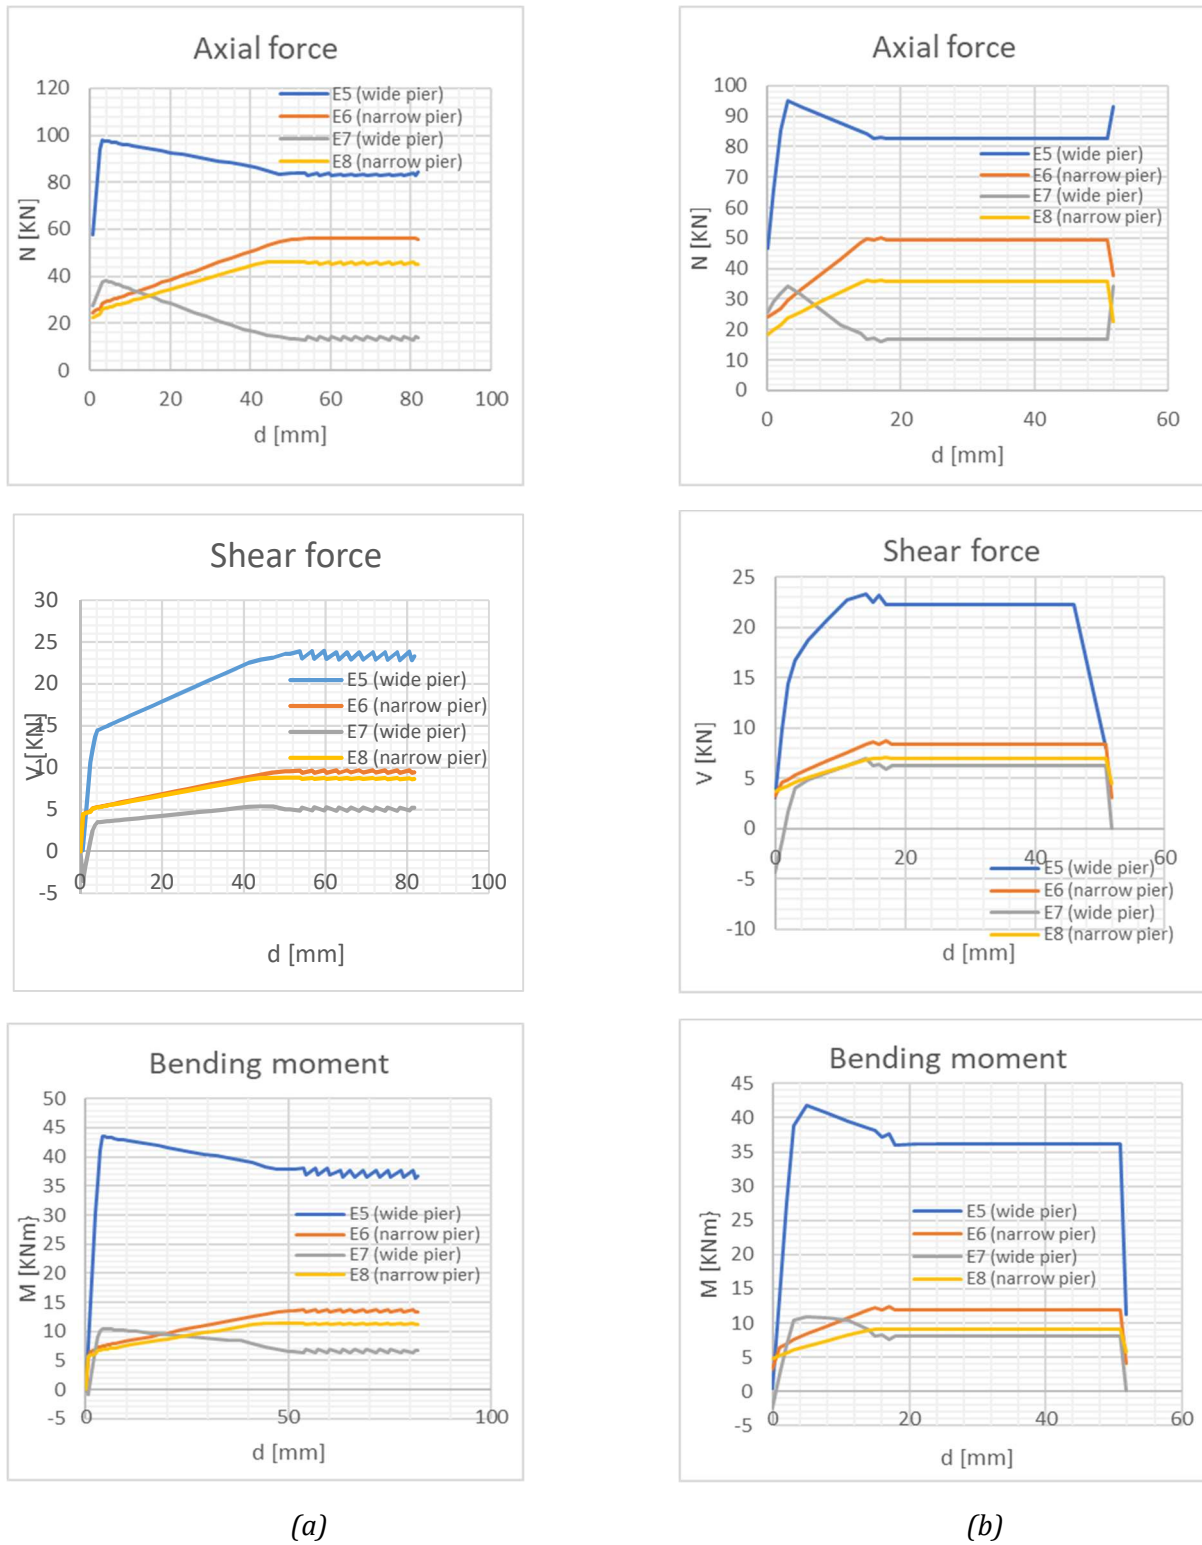 Axial force
120
100
80
60
40
20
0
N [KN]
E5 (wide pier)
E6 (narrow pier)
E7 (wide pier)
E8 (narrow pier)
0 20 40 60 80 100
d [mm]
Axial force
100
90
80
70
60
50
40
30
20
10
0
N [KN]
E5 (wide pier)
E6 (narrow pier)
E7 (wide pier)
E8 (narrow pier)
0 20 40 60
d [mm]
Shear force
30
25
20
15
10
5
0
-5
V [KN]
E5 (wide pier)
E6 (narrow pier)
E7 (wide pier)
E8 (narrow pier)
0 20 40 60 80 100
d [mm]
Shear force
25
20
15
10
5
0
-5
-10
V [KN]
0 20 40 60
E5 (wide pier)
E6 (narrow pier)
E7 (wide pier)
E8 (narrow pier)
d [mm]
Bending moment
50
45
40
35
30
25
20
15
10
5
0
-5
M [KNm}
E5 (wide pier)
E6 (narrow pier)
E7 (wide pier)
E8 (narrow pier)
0 50 100
d [mm]
Bending moment
45
40
35
30
25
20
15
10
5
0
-5
M [KNm}
E5 (wide pier)
E6 (narrow pier)
E7 (wide pier)
E8 (narrow pier)
0 20 40 60
d [mm]
(a)
(b)